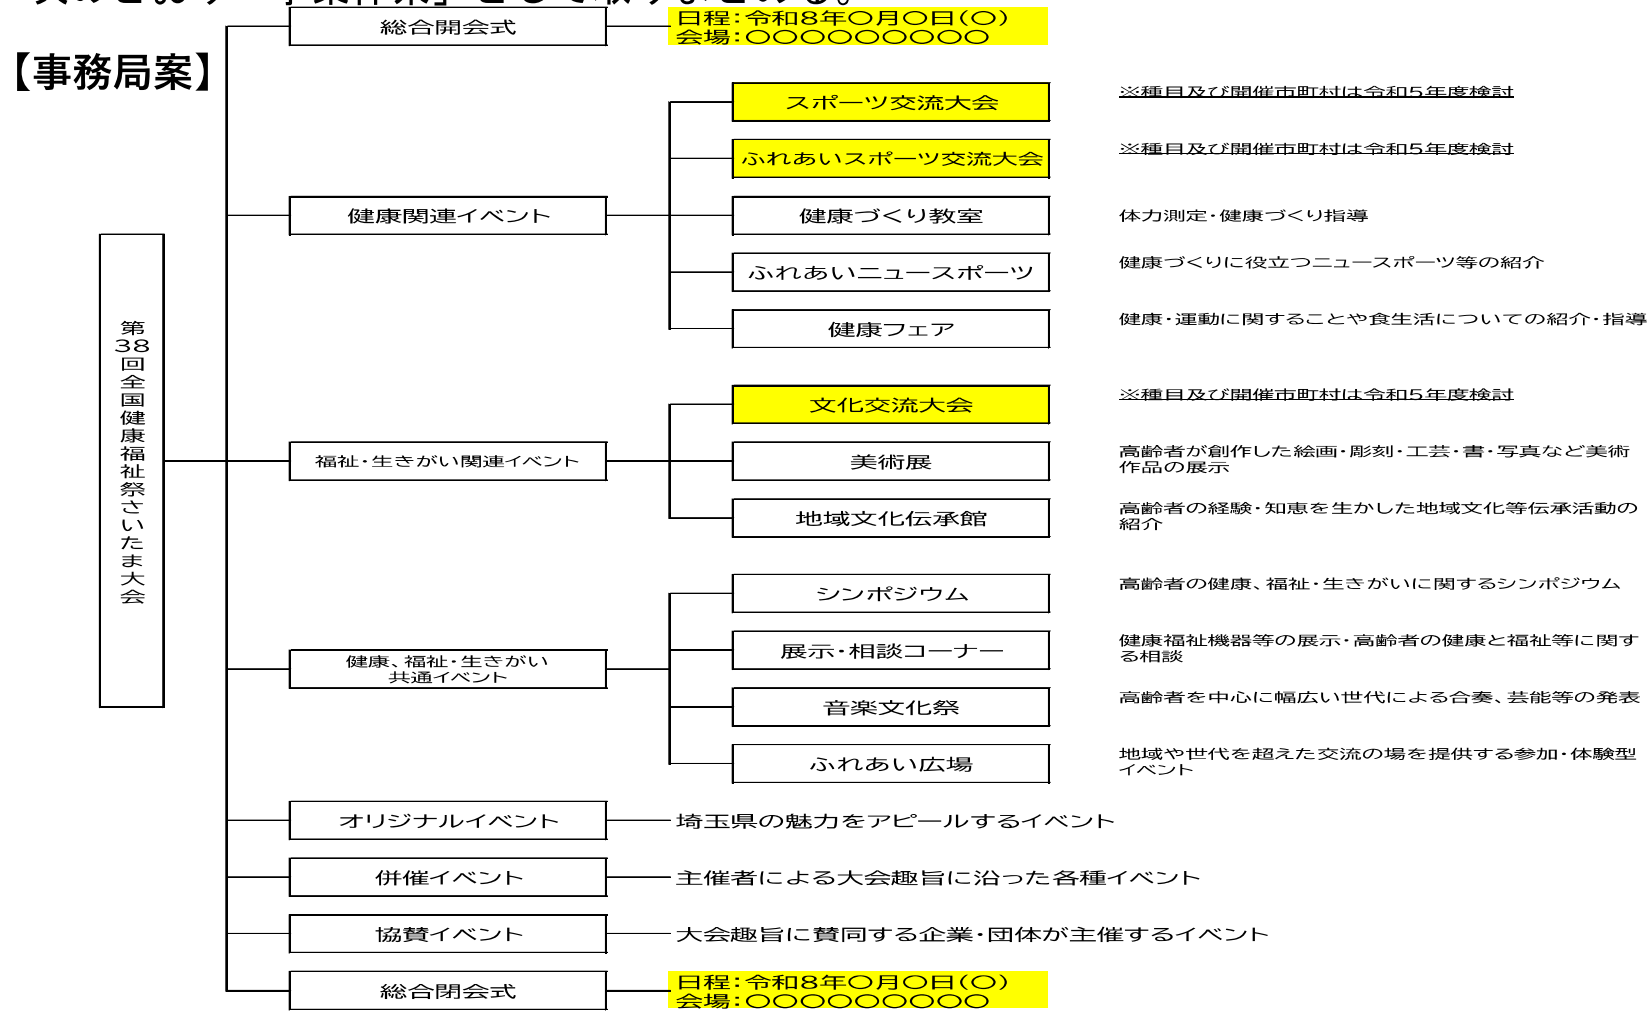 【事務局案】
総合開会式
日程：令和８年〇月〇日（〇）
会場：〇〇〇〇〇〇〇〇〇
スポーツ交流大会
※種目及び開催市町村は令和５年度検討
ふれあいスポーツ交流大会
※種目及び開催市町村は令和５年度検討
健康関連イベント
健康づくり教室
体力測定・健康づくり指導
ふれあいニュースポーツ
健康づくりに役立つニュースポーツ等の紹介
健康フェア
健康・運動に関することや食生活についての紹介・指導
第38回全国健康福祉祭さいたま大会
文化交流大会
※種目及び開催市町村は令和５年度検討
福祉・生きがい関連イベント
美術展
高齢者が創作した絵画・彫刻・工芸・書・写真など美術
作品の展示
地域文化伝承館
高齢者の経験・知恵を生かした地域文化等伝承活動の
紹介
シンポジウム
高齢者の健康、福祉・生きがいに関するシンポジウム
健康、福祉・生きがい
共通イベント
展示・相談コーナー
健康福祉機器等の展示・高齢者の健康と福祉等に関す
る相談
音楽文化祭
高齢者を中心に幅広い世代による合奏、芸能等の発表
ふれあい広場
地域や世代を超えた交流の場を提供する参加・体験型
イベント
オリジナルイベント
埼玉県の魅力をアピールするイベント
併催イベント
主催者による大会趣旨に沿った各種イベント
協賛イベント
大会趣旨に賛同する企業・団体が主催するイベント
総合閉会式
日程：令和８年〇月〇日（〇）
会場：〇〇〇〇〇〇〇〇〇